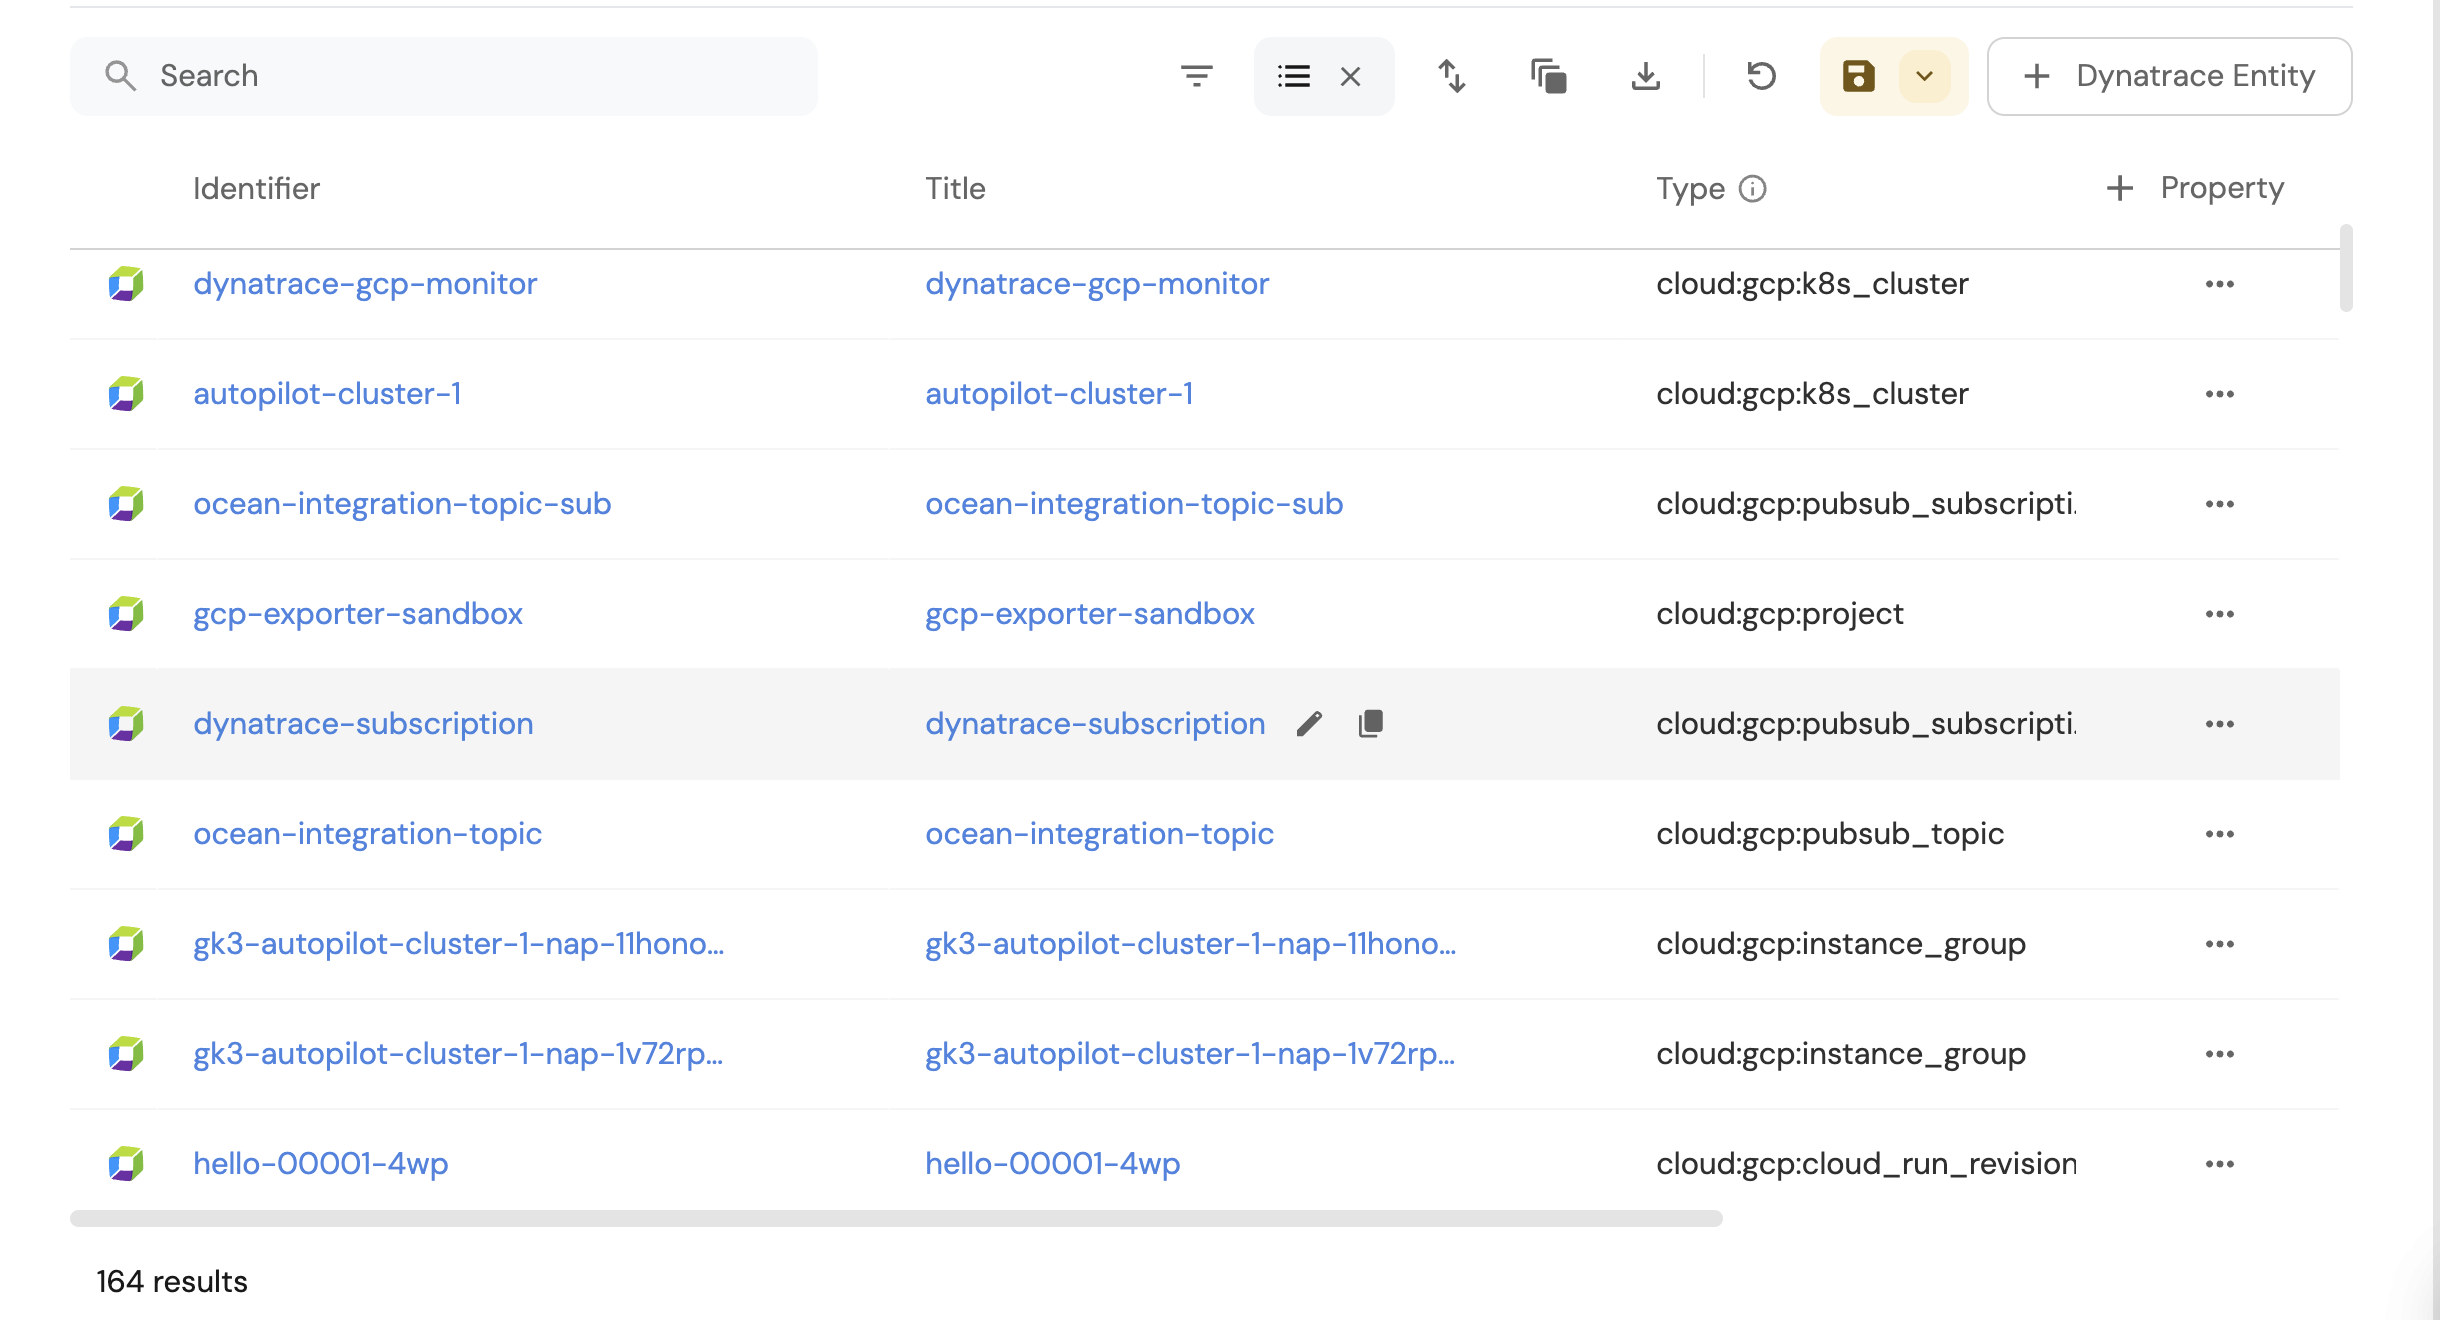 Search
Dynatrace Entity
Identifier Title Type Property
dynatrace-gcp-monitor dynatrace-gcp-monitor cloud:gcp:k8s_cluster
autopilot-cluster-1 autopilot-cluster-1 cloud:gcp:k8s_cluster
ocean-integration-topic-sub ocean-integration-topic-sub cloud:gcp:pubsub_subscripti.
gcp-exporter-sandbox gcp-exporter-sandbox cloud:gcp:project
dynatrace-subscription dynatrace-subscription cloud:gcp:pubsub_subscripti.
ocean-integration-topic ocean-integration-topic cloud:gcp:pubsub_topic
gk3-autopilot-cluster-1-nap-11hono... gk3-autopilot-cluster-1-nap-11hono... cloud:gcp:instance_group
gk3-autopilot-cluster-1-nap-1v72rp... gk3-autopilot-cluster-1-nap-1v72rp... cloud:gcp:instance_group
hello-00001-4wp hello-00001-4wp cloud:gcp:cloud_run_revision
164 results